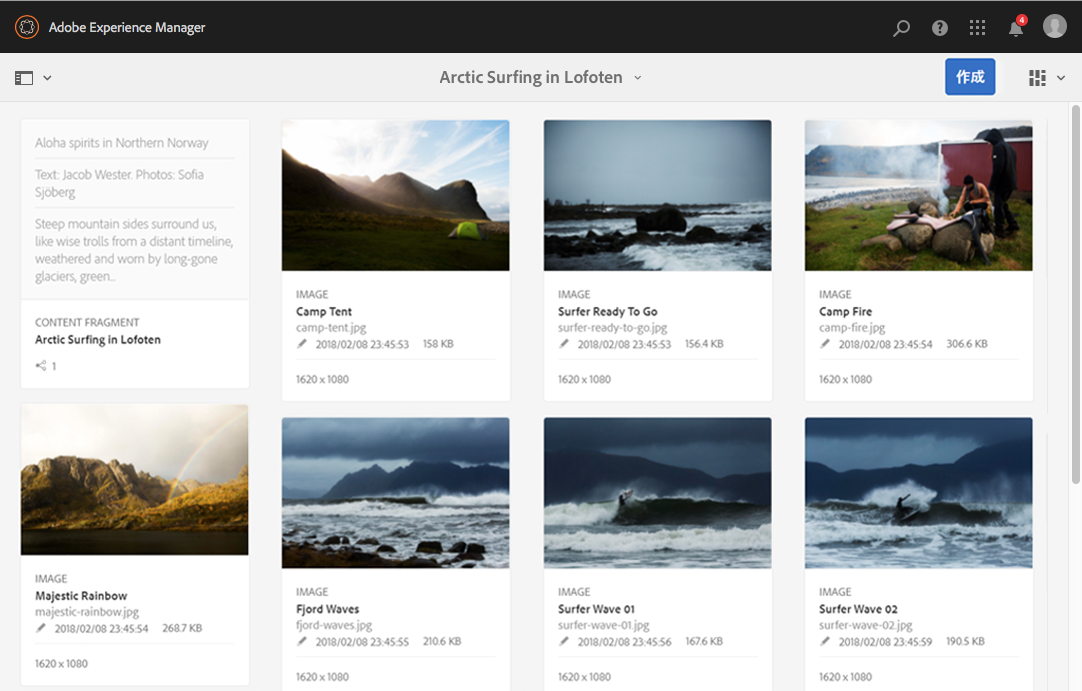 Adobe Experience Manager
4
Arctic Surfing in Lofoten
作成
Aloha spirits in Northern Norway
Text: Jacob Wester. Photos: Sofia
Sjöberg
Steep mountain sides surround us,
like wise trolls from a distant timeline,
weathered and worn by long-gone
glaciers, green...
CONTENT FRAGMENT
Arctic Surfing in Lofoten
1
IMAGE
Camp Tent
camp-tent.jpg
2018/02/08 23:45:53 158 KB
1620 x 1080
IMAGE
Surfer Ready To Go
surfer-ready-to-go.jpg
2018/02/08 23:45:53 156.4 KB
1620 x 1080
IMAGE
Camp Fire
camp-fire.jpg
2018/02/08 23:45:54 306.6 KB
1620 x 1080
IMAGE
Majestic Rainbow
majestic-rainbow.jpg
2018/02/08 23:45:54 268.7 KB
1620 x 1080
IMAGE
Fjord Waves
fjord-waves.jpg
2018/02/08 23:45:55 210.6 KB
1620 x 1080
IMAGE
Surfer Wave 01
surfer-wave-01.jpg
2018/02/08 23:45:56 167.6 KB
1620 x 1080
IMAGE
Surfer Wave 02
surfer-wave-02.jpg
2018/02/08 23:45:59 190.5 KB
1620 x 1080